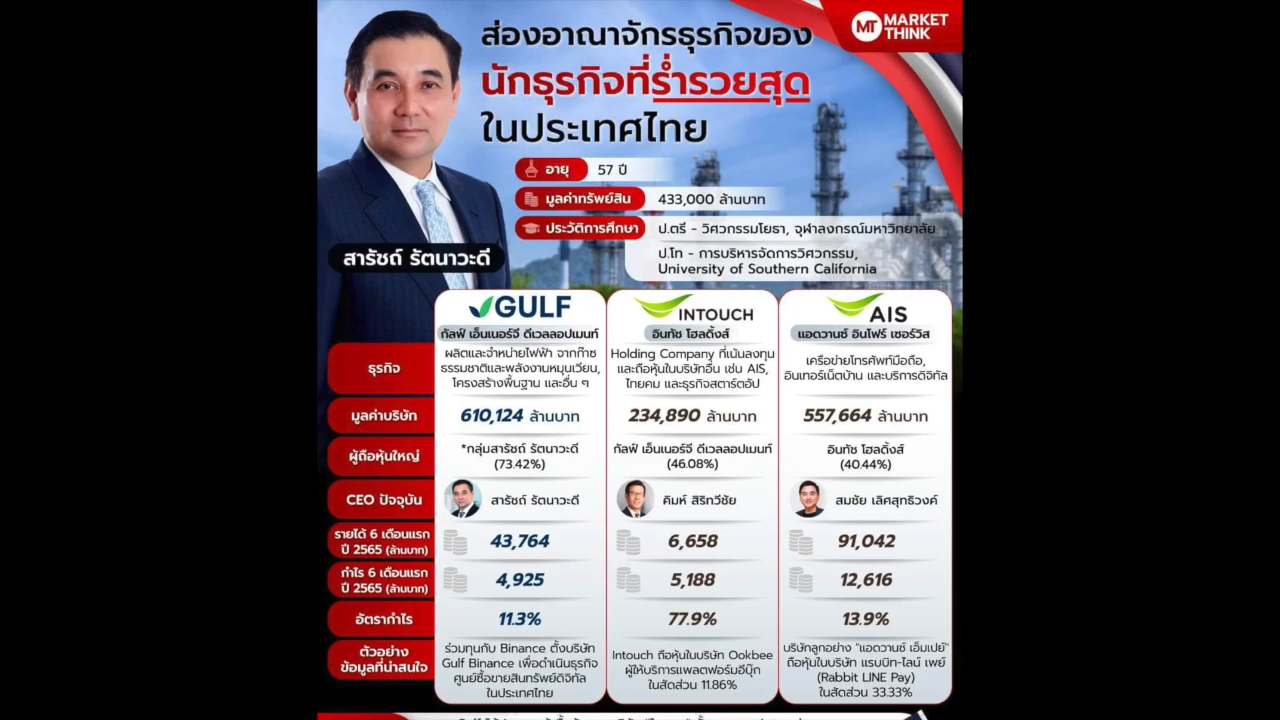 MT MARKET THINK
ส่องอาณาจักรธุรกิจของ
นักธุรกิจที่ร่ำรวยสุด
ในประเทศไทย
อายุ 57 ปี
มูลค่าทรัพย์สิน 433,000 ล้านบาท
ประวัติการศึกษา ป.ตรี - วิศวกรรมโยธา, จุฬาลงกรณ์มหาวิทยาลัย
ป.โท - การบริหารจัดการวิศวกรรม,
University of Southern California
สารัชถ์ รัตนาวะดี
GULF INTOUCH AIS
กัลฟ์ เอ็นเนอร์จี ดีเวลลอปเมนท์ อินทัช โฮลดิ้งส์ แอดวานซ์ อินโฟร์ เซอร์วิส
ธุรกิจ
ผลิตและจำหน่ายไฟฟ้า จากก๊าซ
ธรรมชาติและพลังงานหมุนเวียน,
โครงสร้างพื้นฐาน และอื่น ๆ
Holding Company ที่เน้นลงทุน
และถือหุ้นในบริษัทอื่น เช่น AIS,
ไทยคม และธุรกิจสตาร์ตอัป
เครือข่ายโทรศัพท์มือถือ,
อินเทอร์เน็ตบ้าน และบริการดิจิทัล
มูลค่าบริษัท 610,124 ล้านบาท 234,890 ล้านบาท 557,664 ล้านบาท
ผู้ถือหุ้นใหญ่
*กลุ่มสารัชถ์ รัตนาวะดี
(73.42%)
กัลฟ์ เอ็นเนอร์จี ดีเวลลอปเมนท์
(46.08%)
อินทัช โฮลดิ้งส์
(40.44%)
CEO ปัจจุบัน สารัชถ์ รัตนาวะดี คิมห์ สิริทวีชัย สมชัย เลิศสุทธิวงค์
รายได้ 6 เดือนแรก
ปี 2565 (ล้านบาท)
43,764 6,658 91,042
กำไร 6 เดือนแรก
ปี 2565 (ล้านบาท)
4,925 5,188 12,616
อัตรากำไร 11.3% 77.9% 13.9%
ตัวอย่าง
ข้อมูลที่น่าสนใจ
ร่วมทุนกับ Binance ตั้งบริษัท
Gulf Binance เพื่อดำเนินธุรกิจ
ศูนย์ซื้อขายสินทรัพย์ดิจิทัล
ในประเทศไทย
Intouch ถือหุ้นในบริษัท Ookbee
ผู้ให้บริการแพลตฟอร์มอีบุ๊ก
ในสัดส่วน 11.86%
บริษัทลูกอย่าง "แอดวานซ์ เอ็มเปย์"
ถือหุ้นในบริษัท แรบบิท-ไลน์ เพย์
(Rabbit LINE Pay)
ในสัดส่วน 33.33%